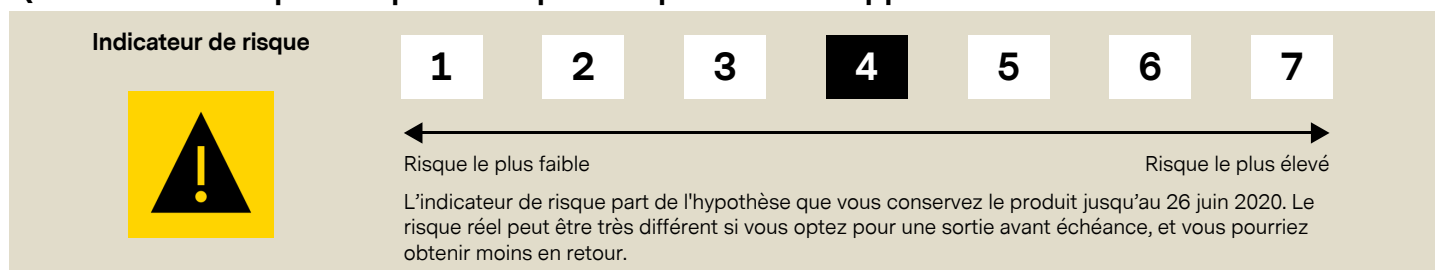 Indicateur de risque
1 2 3 4 5 6 7
Risque le plus faible Risque le plus élevé
L'indicateur de risque part de l'hypothèse que vous conservez le produit jusqu'au 26 juin 2020. Le
risque réel peut être très différent si vous optez pour une sortie avant échéance, et vous pourriez
obtenir moins en retour.